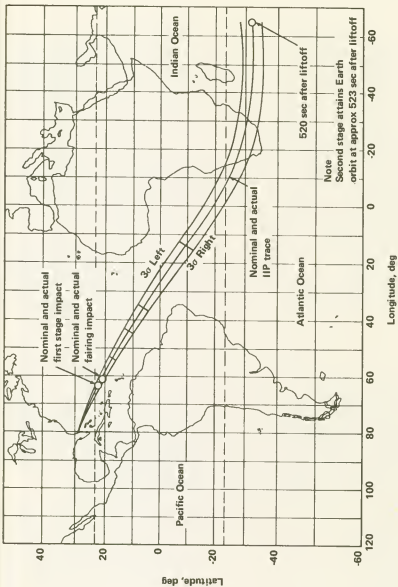 Nominal and actual
first stage impact
Nominal and actual
fairing impact
Indian Ocean
3σ Left
3σ Right
Nominal and actual
IIP trace
520 sec after liftoff
Note
Second stage attains Earth
orbit at approx 523 sec after liftoff
Pacific Ocean
Atlantic Ocean
40
20
0
-20
-40
-60
Latitude, deg
120
100
80
60
40
20
0
-20
-40
-60
Longitude, deg